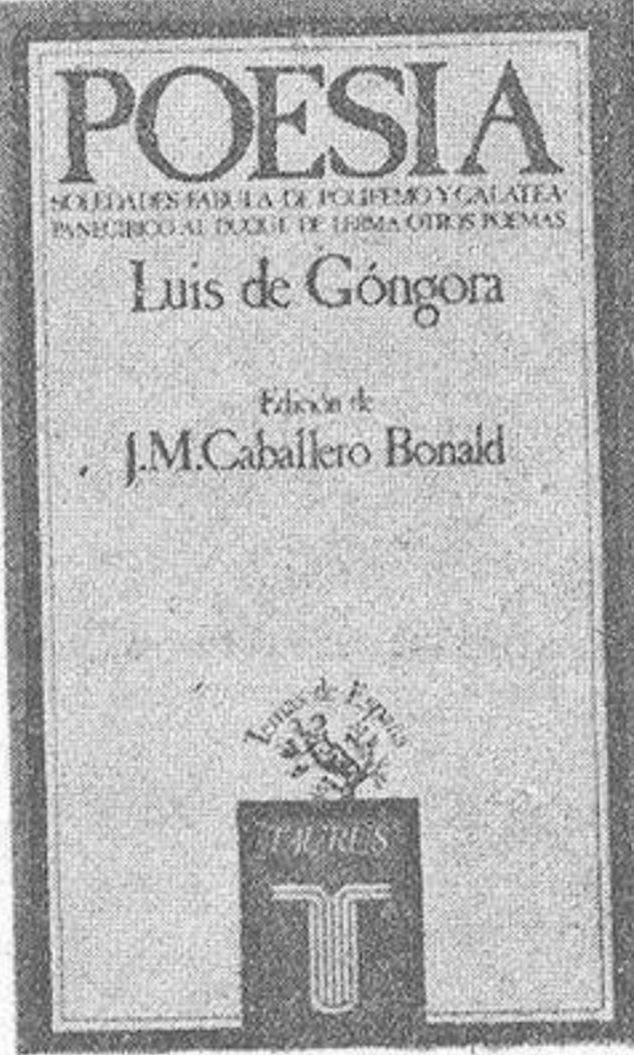 POESIA
SOLEDADES·FABULA DE POLIFEMO Y GALATEA·
PANEGIRICO AL DUQUE DE LERMA OTROS POEMAS
Luis de Góngora
Edición de
J.M.Caballero Bonald
Temas de España
TAURUS
T